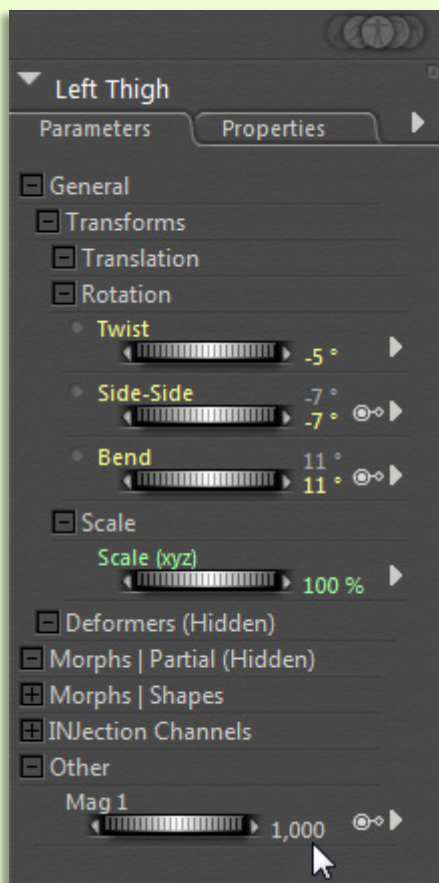 Left Thigh
Parameters Properties
General
Transforms
Translation
Rotation
Twist
-5 °
Side-Side -7 °
-7 °
Bend 11 °
11 °
Scale
Scale (xyz)
100 %
Deformers (Hidden)
Morphs | Partial (Hidden)
Morphs | Shapes
INJection Channels
Other
Mag 1
1,000